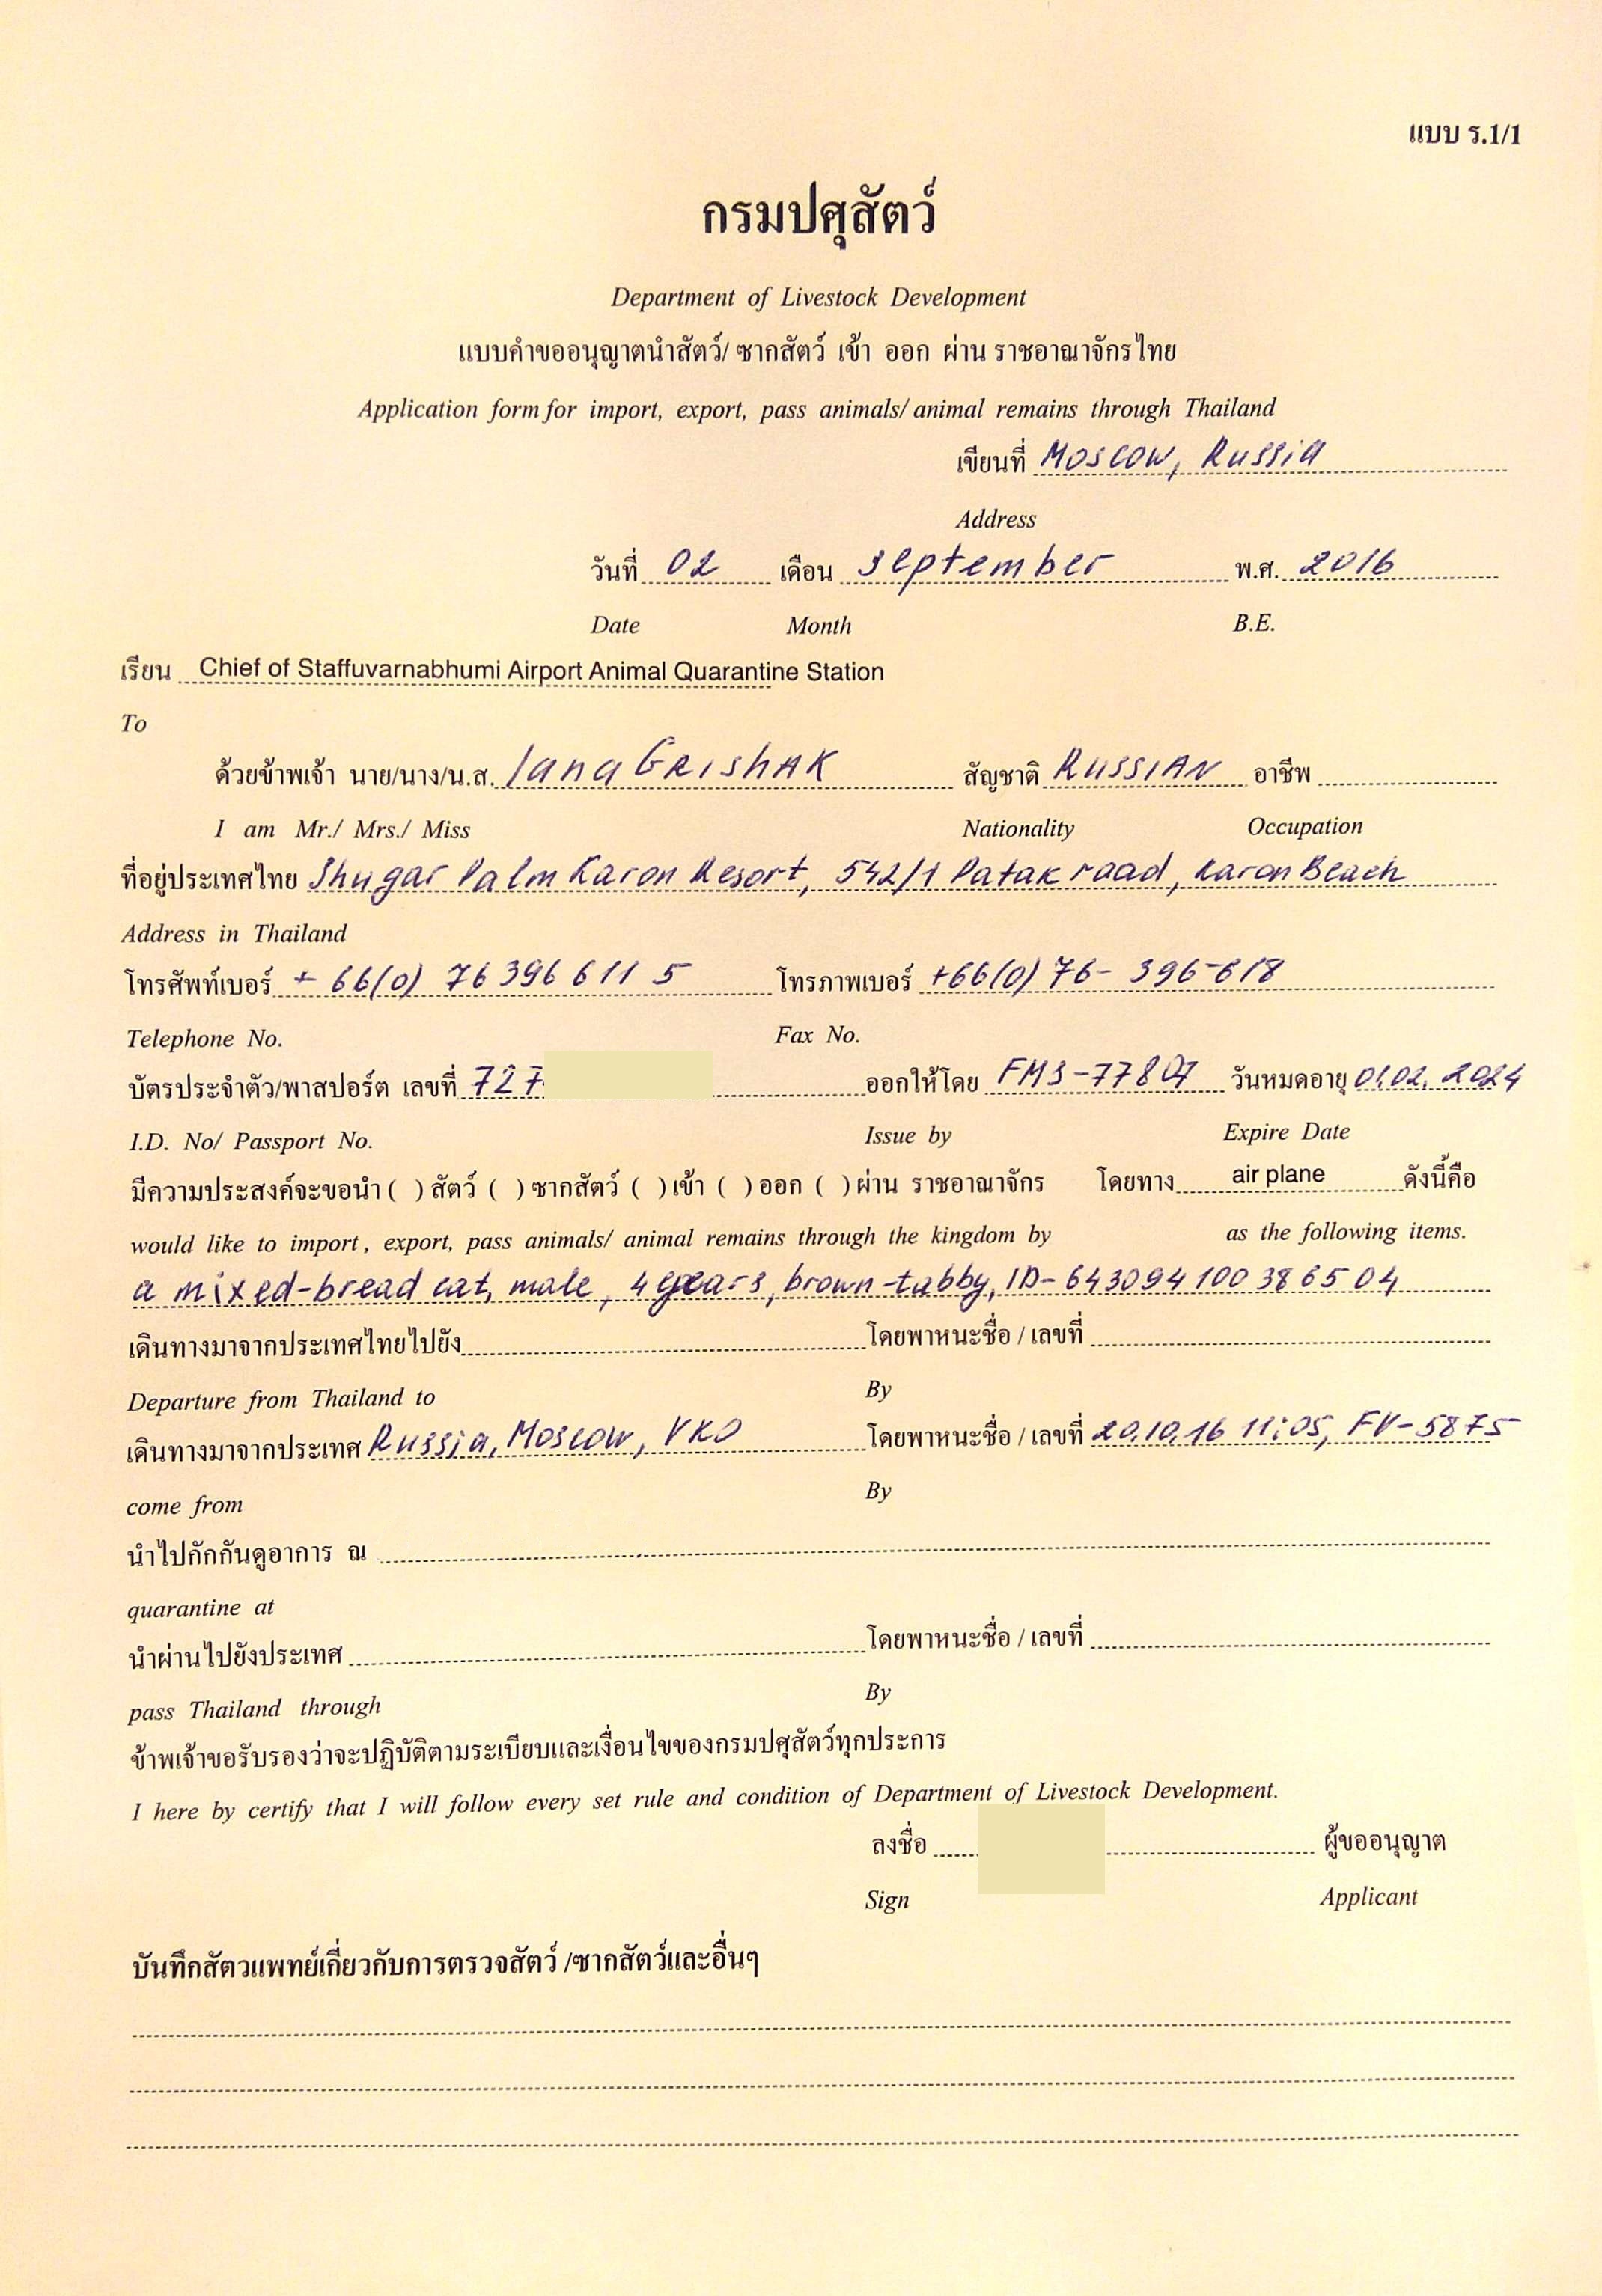 แบบ ร.1/1
กรมปศุสัตว์
Department of Livestock Development
แบบคำขออนุญาตนำสัตว์/ ซากสัตว์ เข้า ออก ผ่าน ราชอาณาจักรไทย
Application form for import, export, pass animals/ animal remains through Thailand
เขียนที่ Moscow, Russia
Address
วันที่ 02 เดือน september พ.ศ. 2016
Date Month B.E.
เรียน Chief of Staffuvarnabhumi Airport Animal Quarantine Station
To
ด้วยข้าพเจ้า นาย/นาง/น.ส. Iana GRIShAK สัญชาติ RUSSIAN อาชีพ
I am Mr./ Mrs./ Miss Nationality Occupation
ที่อยู่ประเทศไทย Shugar Palm Karon Resort, 542/1 Patak raad, Karon Beach
Address in Thailand
โทรศัพท์เบอร์ + 66(0) 76 396 611 5 โทรภาพเบอร์ +66(0) 76- 396-618
Telephone No. Fax No.
บัตรประจำตัว/พาสปอร์ต เลขที่ 727 ออกให้โดย FMS-77807 วันหมดอายุ 01.02. 2024
I.D. No/ Passport No. Issue by Expire Date
มีความประสงค์จะขอนำ ( ) สัตว์ ( ) ซากสัตว์ ( ) เข้า ( ) ออก ( ) ผ่าน ราชอาณาจักร โดยทาง air plane ดังนี้คือ
would like to import, export, pass animals/ animal remains through the kingdom by as the following items.
a mixed-bread cat, male, 4 years, brown-tabby, ID- 643094100386504
เดินทางมาจากประเทศไทยไปยัง โดยพาหนะชื่อ / เลขที่
Departure from Thailand to By
เดินทางมาจากประเทศ Russia, Moscow, VKO โดยพาหนะชื่อ / เลขที่ 20.10.16 11:05, FV-5875
come from By
นำไปกักกันดูอาการ ณ
quarantine at
นำผ่านไปยังประเทศ โดยพาหนะชื่อ / เลขที่
pass Thailand through By
ข้าพเจ้าขอรับรองว่าจะปฏิบัติตามระเบียบและเงื่อนไขของกรมปศุสัตว์ทุกประการ
I here by certify that I will follow every set rule and condition of Department of Livestock Development.
ลงชื่อ ผู้ขออนุญาต
Sign Applicant
บันทึกสัตวแพทย์เกี่ยวกับการตรวจสัตว์ /ซากสัตว์และอื่นๆ